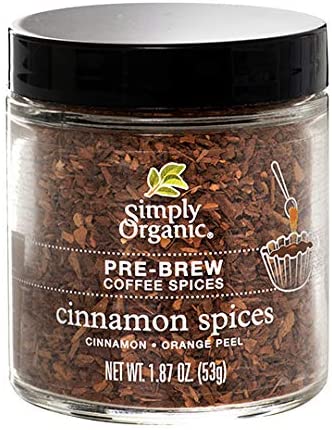 Simply
Organic®
PRE-BREW
COFFEE SPICES
cinnamon spices
CINNAMON • ORANGE PEEL
NET WT. 1.87 OZ. (53g)